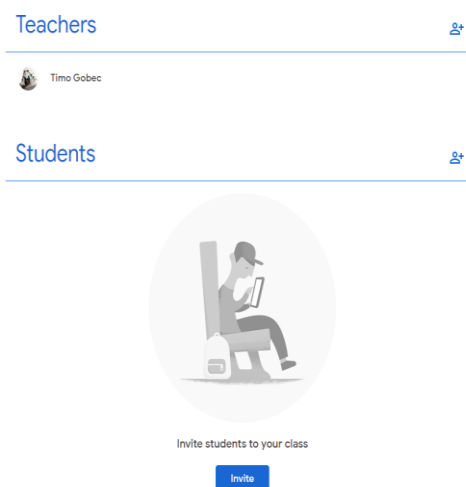 Teachers
Timo Gobec
Students
Invite students to your class
Invite